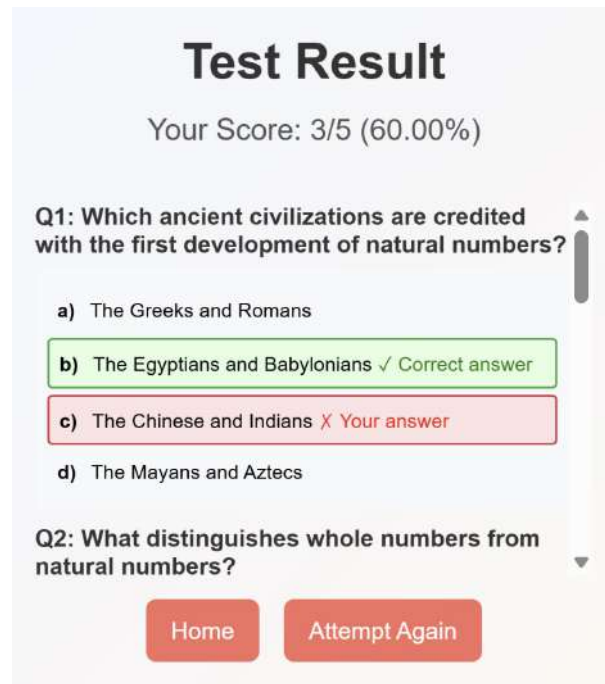 Test Result
Your Score: 3/5 (60.00%)
Q1: Which ancient civilizations are credited
with the first development of natural numbers?
a) The Greeks and Romans
b) The Egyptians and Babylonians ✓ Correct answer
c) The Chinese and Indians ✗ Your answer
d) The Mayans and Aztecs
Q2: What distinguishes whole numbers from
natural numbers?
Home Attempt Again